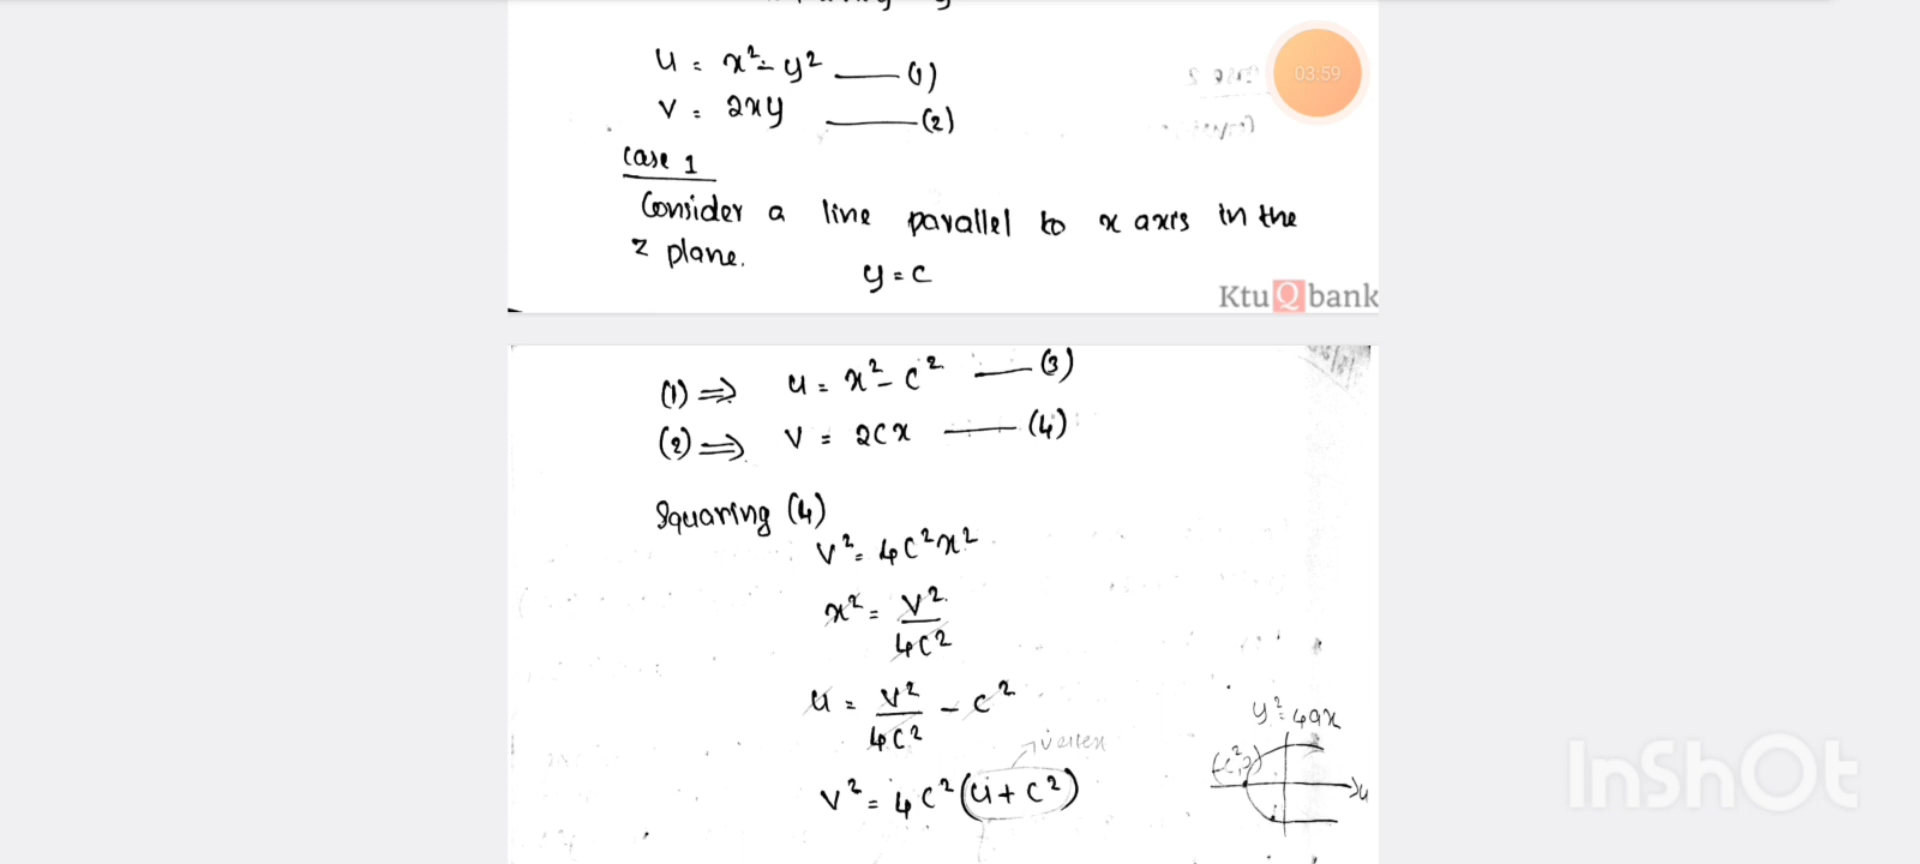 u = x² - y² —— (1)
03:59
v = 2xy —— (2)
Case 1
Consider a line parallel to x axis in the
z plane.
y = c
KtuQbank
(1) ⇒ u = x² - c² —— (3)
(2) ⇒ v = 2cx —— (4)
Squaring (4)
v² = 4c²x²
x² = v²/4c²
u = v²/4c² - c²
y² = 4ax
→ vertex
v² = 4c²(u + c²)
u
InShOt